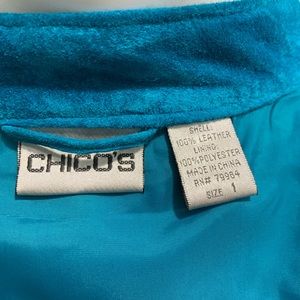 CHICO'S
SHELL:
100% LEATHER
LINING:
100% POLYESTER
MADE IN CHINA
RN# 79984
SIZE 1